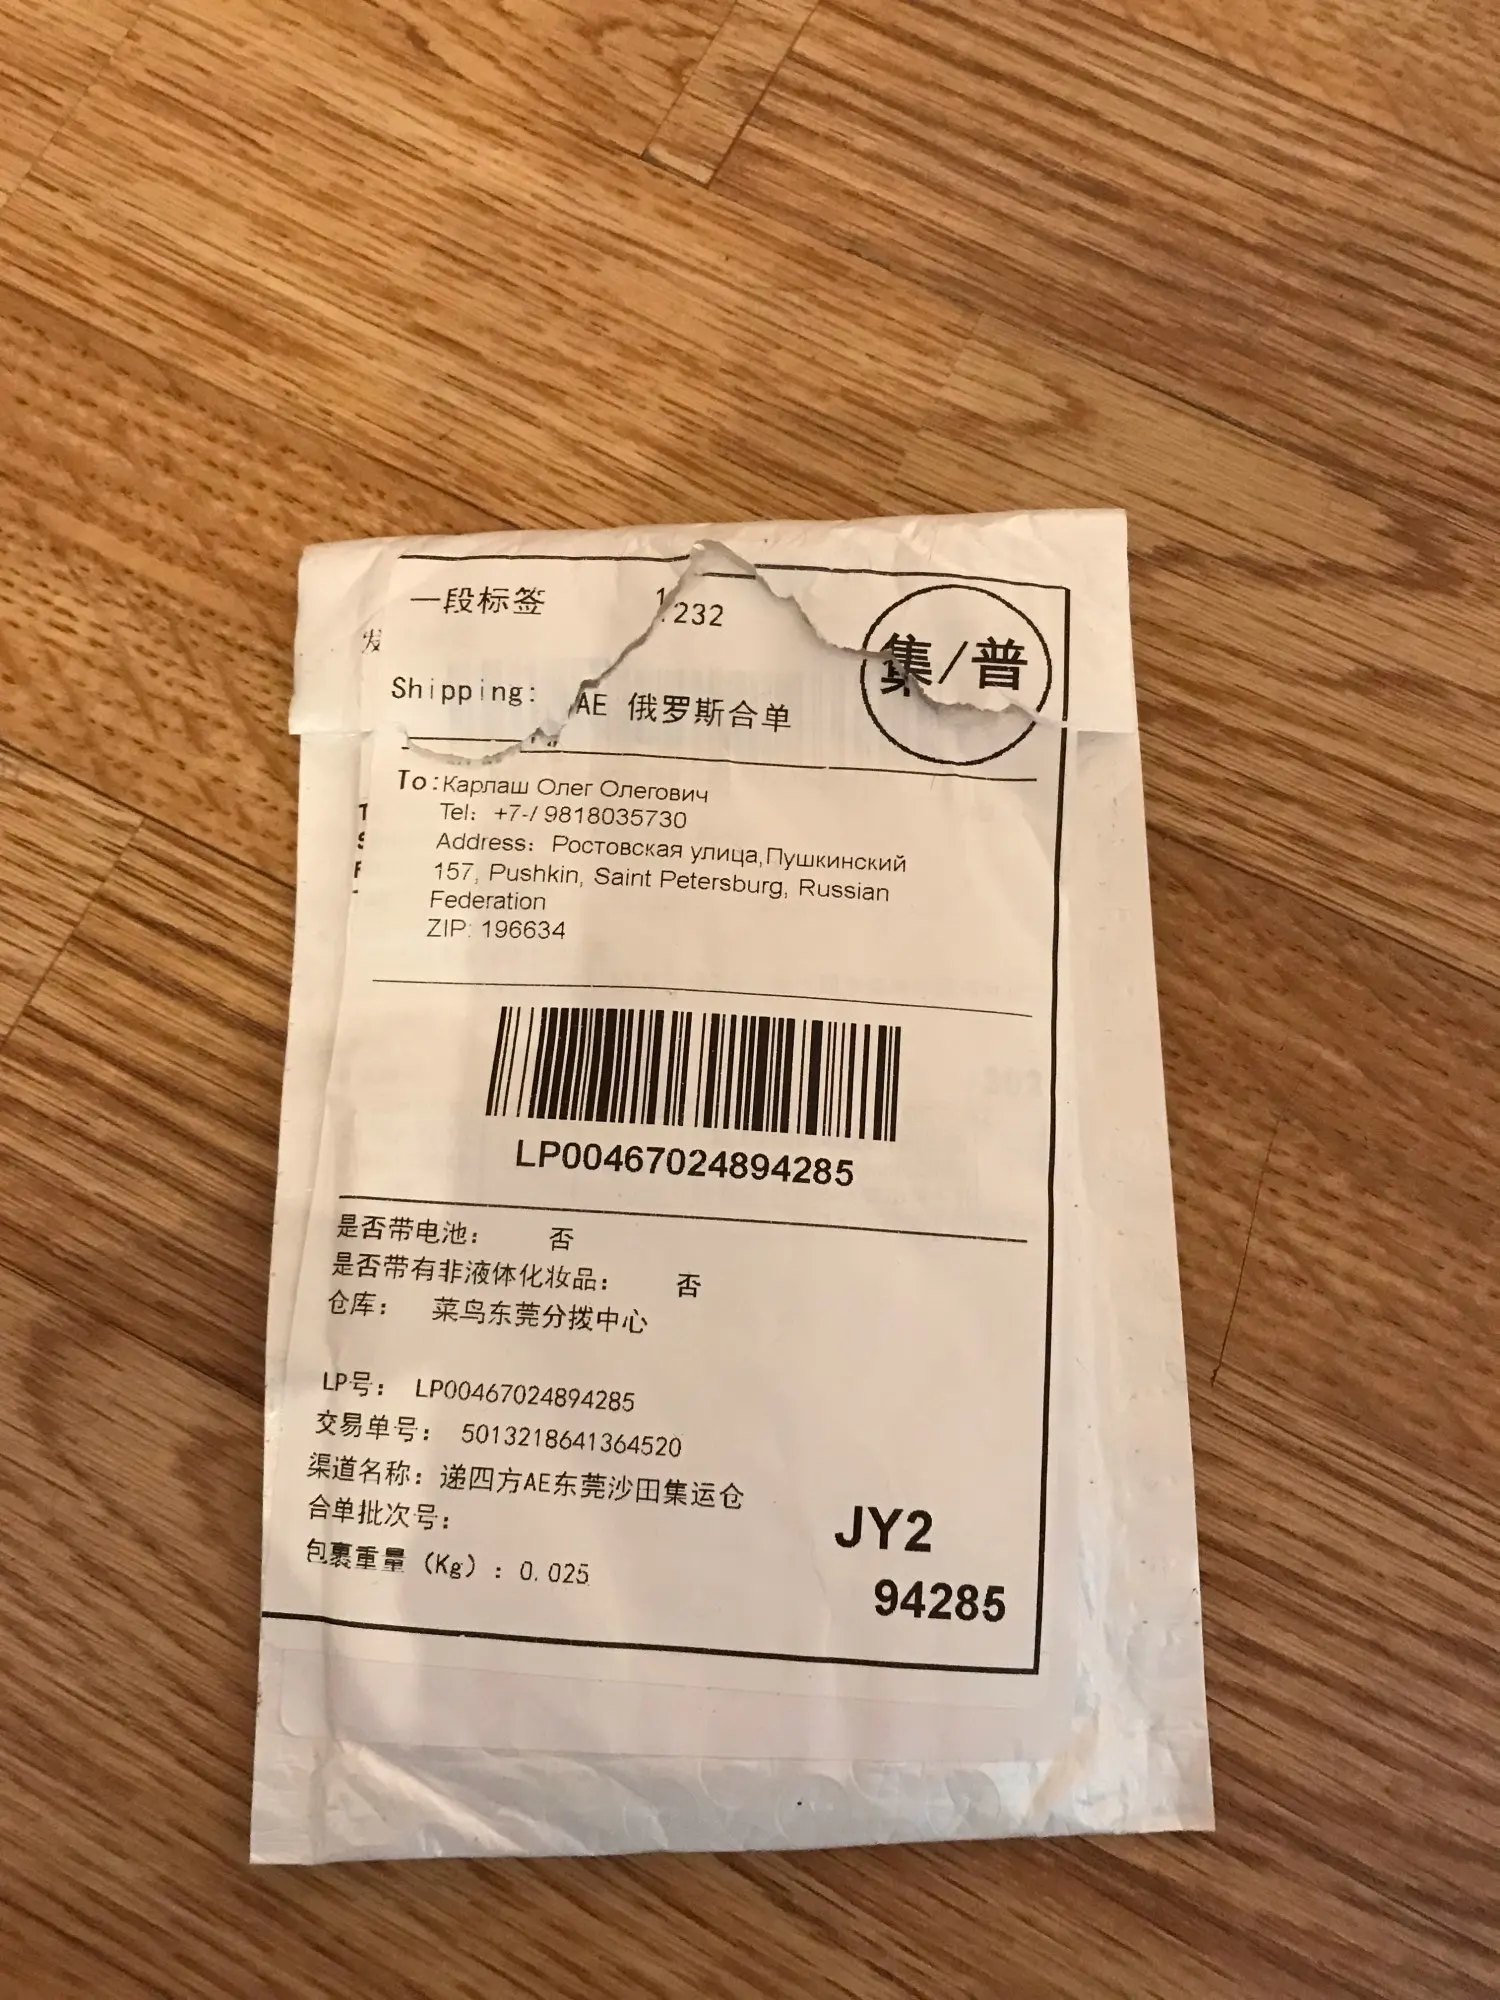 一段标签 1232
集/普
发
Shipping: AE 俄罗斯合单
To:Карлаш Олег Олегович
Tel: +7-/ 9818035730
Address: Ростовская улица,Пушкинский
157, Pushkin, Saint Petersburg, Russian
Federation
ZIP: 196634
LP00467024894285
是否带电池: 否
是否带有非液体化妆品: 否
仓库: 菜鸟东莞分拨中心
LP号: LP00467024894285
交易单号: 5013218641364520
渠道名称: 递四方AE东莞沙田集运仓
合单批次号:
包裹重量 (Kg) : 0.025
JY2
94285